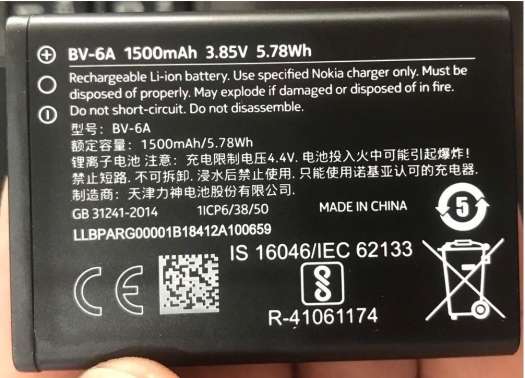 BV-6A 1500mAh 3.85V 5.78Wh
Rechargeable Li-ion battery. Use specified Nokia charger only. Must be
disposed of properly. May explode if damaged or disposed in fire.
Do not short-circuit. Do not disassemble.
型号: BV-6A
额定容量: 1500mAh/5.78Wh
锂离子电池 注意: 充电限制电压4.4V. 电池投入火中可能引起爆炸!
禁止短路. 不可拆卸. 浸水后禁止使用. 只能使用诺基亚认可的充电器.
制造商: 天津力神电池股份有限公司
GB 31241-2014 1ICP6/38/50 MADE IN CHINA 5
LLBPARG00001B18412A100659
IS 16046/IEC 62133
CE
R-41061174